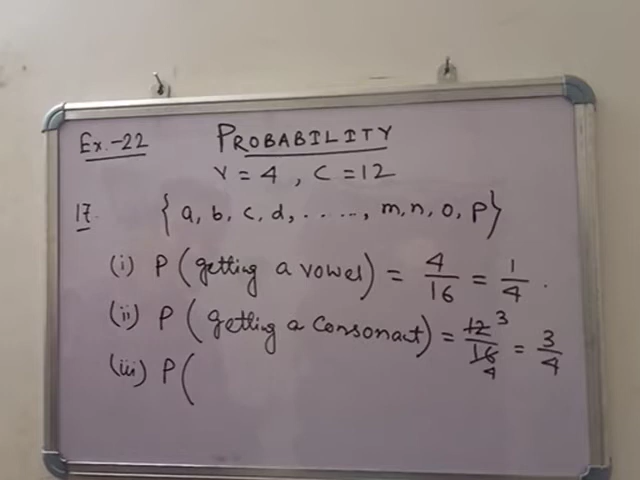 Ex.-22 PROBABILITY
V = 4 , C = 12
17. { a, b, c, d, ....., m, n, o, p }
(i) P ( getting a vowel ) = 4/16 = 1/4 .
(ii) P ( getting a consonant ) = 12/16 3/4 = 3/4
(iii) P (